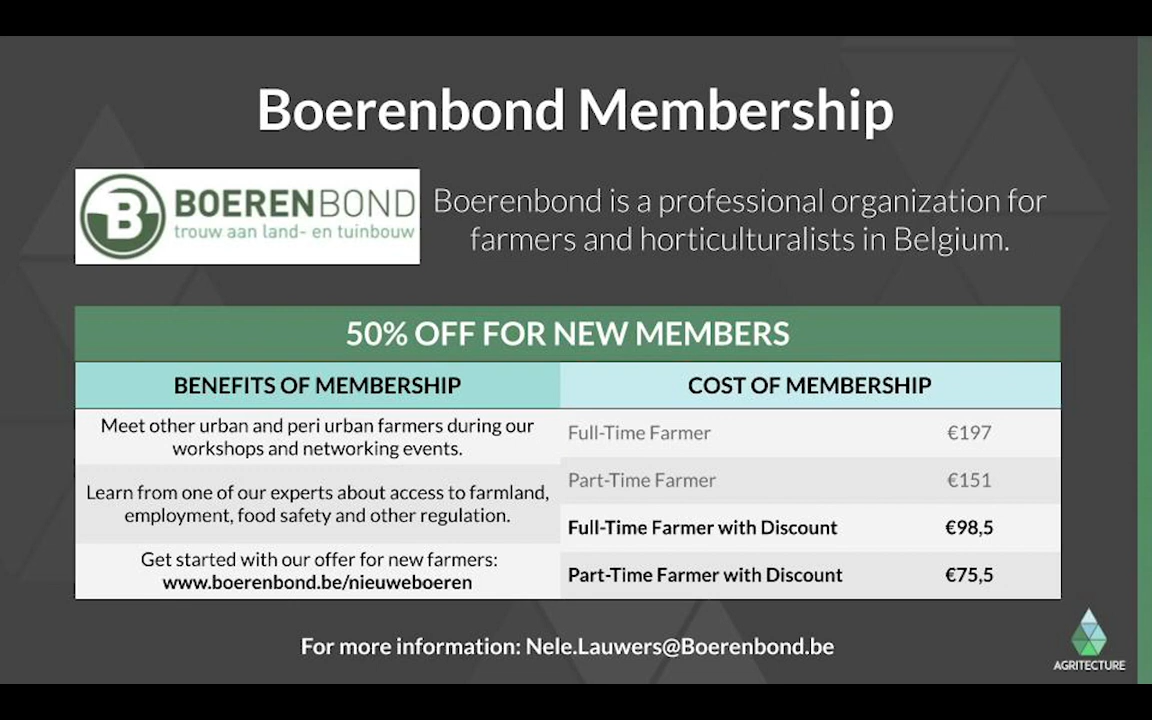 Boerenbond Membership
B
BOERENBOND
trouw aan land- en tuinbouw
Boerenbond is a professional organization for
farmers and horticulturalists in Belgium.
50% OFF FOR NEW MEMBERS
BENEFITS OF MEMBERSHIP
Meet other urban and peri urban farmers during our
workshops and networking events.
Learn from one of our experts about access to farmland,
employment, food safety and other regulation.
Get started with our offer for new farmers:
www.boerenbond.be/nieuweboeren
COST OF MEMBERSHIP
Full-Time Farmer €197
Part-Time Farmer €151
Full-Time Farmer with Discount €98,5
Part-Time Farmer with Discount €75,5
For more information: Nele.Lauwers@Boerenbond.be
AGRITECTURE